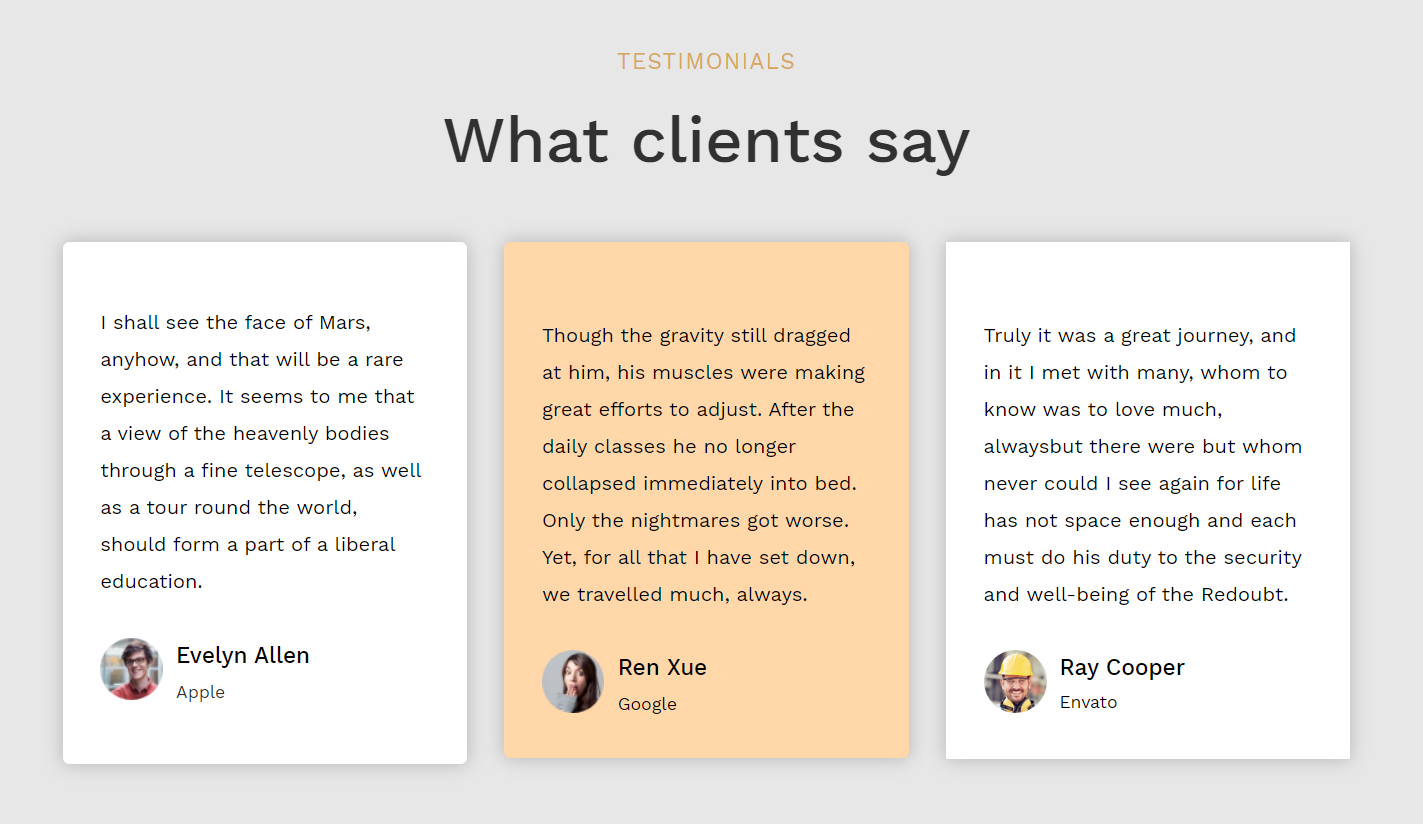 TESTIMONIALS
What clients say
I shall see the face of Mars,
anyhow, and that will be a rare
experience. It seems to me that
a view of the heavenly bodies
through a fine telescope, as well
as a tour round the world,
should form a part of a liberal
education.
Evelyn Allen
Apple
Though the gravity still dragged
at him, his muscles were making
great efforts to adjust. After the
daily classes he no longer
collapsed immediately into bed.
Only the nightmares got worse.
Yet, for all that I have set down,
we travelled much, always.
Ren Xue
Google
Truly it was a great journey, and
in it I met with many, whom to
know was to love much,
alwaysbut there were but whom
never could I see again for life
has not space enough and each
must do his duty to the security
and well-being of the Redoubt.
Ray Cooper
Envato